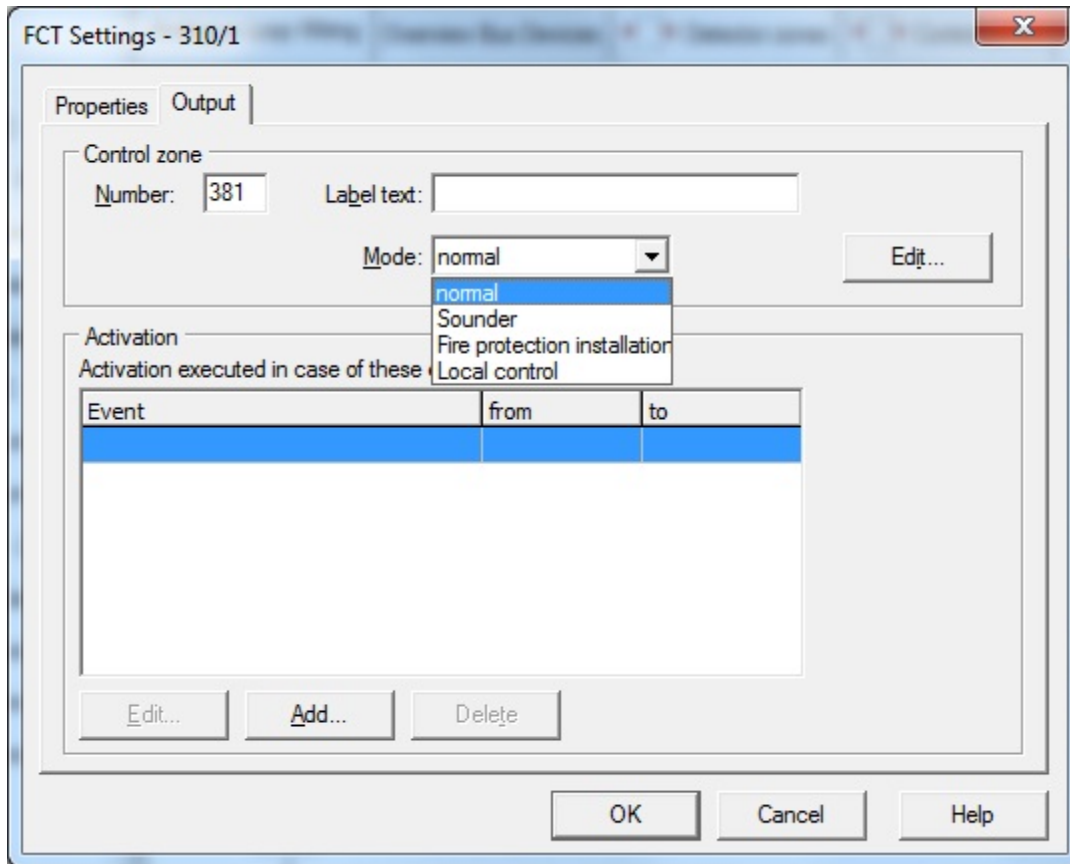 FCT Settings - 310/1
Properties Output
Control zone
Number: 381 Label text:
Mode: normal Edit...
normal
Sounder
Fire protection installation
Local control
Activation
Activation executed in case of these
Event from to
Edit... Add... Delete
OK Cancel Help